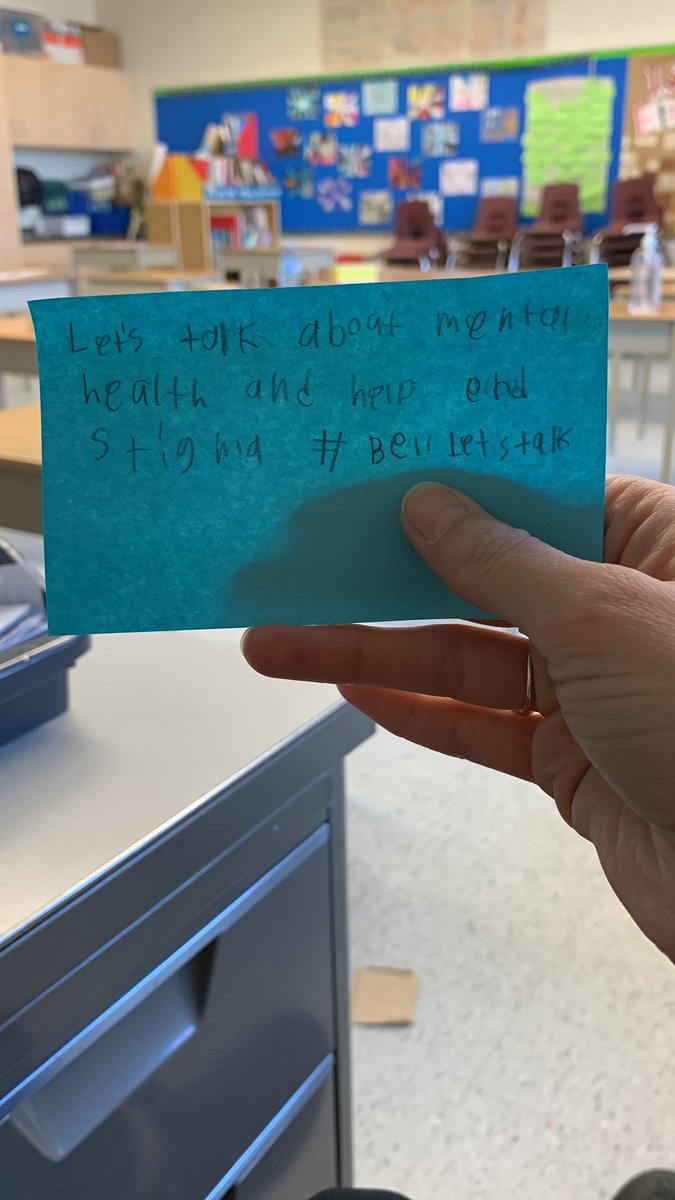 Let's talk about mental
health and help end
stigma # BellLetstalk